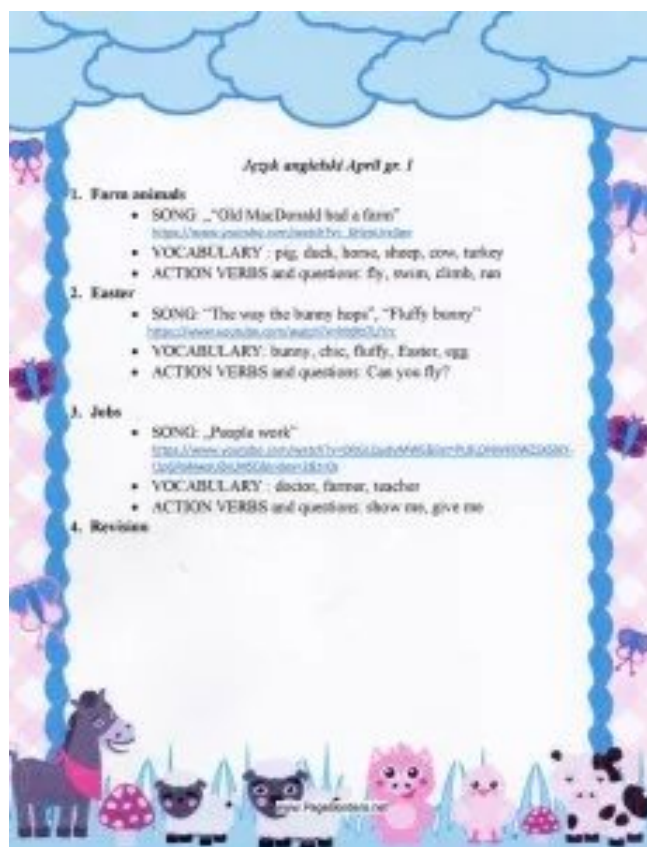 Język angielski April gr. 1
1. Farm animals
• SONG: „“Old MacDonald had a farm”
• VOCABULARY : pig, duck, horse, sheep, cow, turkey
• ACTION VERBS and questions: fly, swim, climb, run
2. Easter
• SONG: “The way the bunny hops”, “Fluffy bunny”
• VOCABULARY: bunny, chic, fluffy, Easter, egg
• ACTION VERBS and questions: Can you fly?
3. Jobs
• SONG: „People work”
• VOCABULARY : doctor, farmer, teacher
• ACTION VERBS and questions: show me, give me
4. Revision
www.PageBorders.net